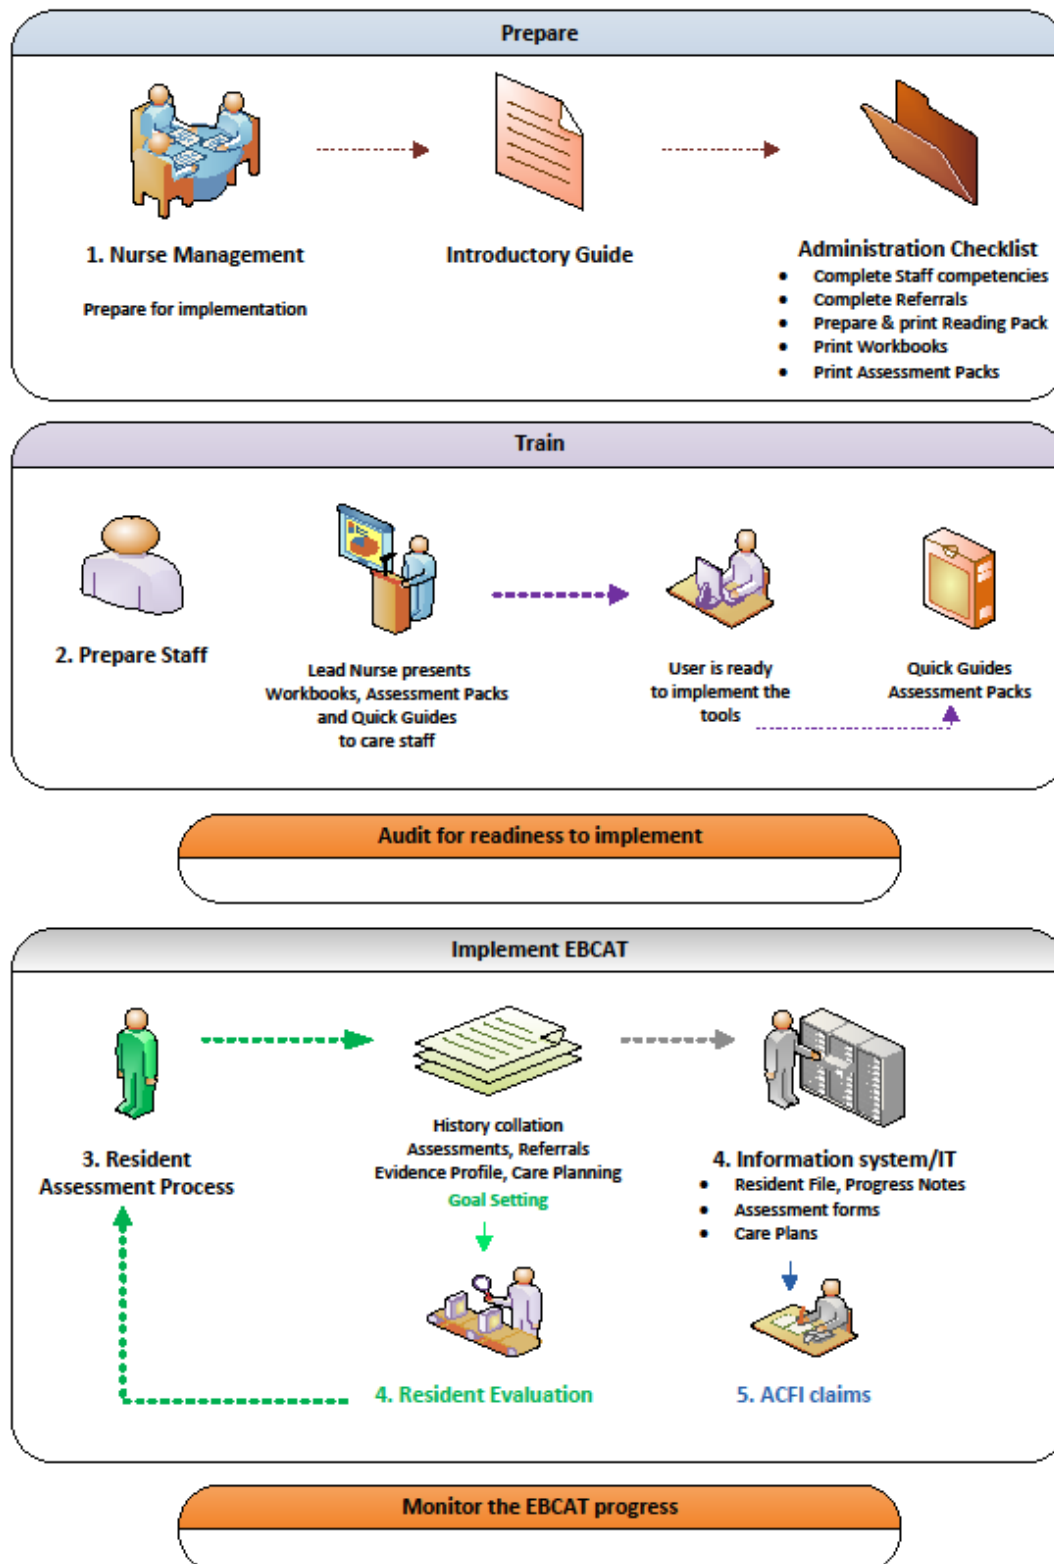 Prepare
1. Nurse Management
Prepare for implementation
Introductory Guide
Administration Checklist
• Complete Staff competencies
• Complete Referrals
• Prepare & print Reading Pack
• Print Workbooks
• Print Assessment Packs
Train
2. Prepare Staff
Lead Nurse presents
Workbooks, Assessment Packs
and Quick Guides
to care staff
User is ready
to implement the
tools
Quick Guides
Assessment Packs
Audit for readiness to implement
Implement EBCAT
3. Resident
Assessment Process
History collation
Assessments, Referrals
Evidence Profile, Care Planning
Goal Setting
4. Information system/IT
• Resident File, Progress Notes
• Assessment forms
• Care Plans
4. Resident Evaluation
5. ACFI claims
Monitor the EBCAT progress